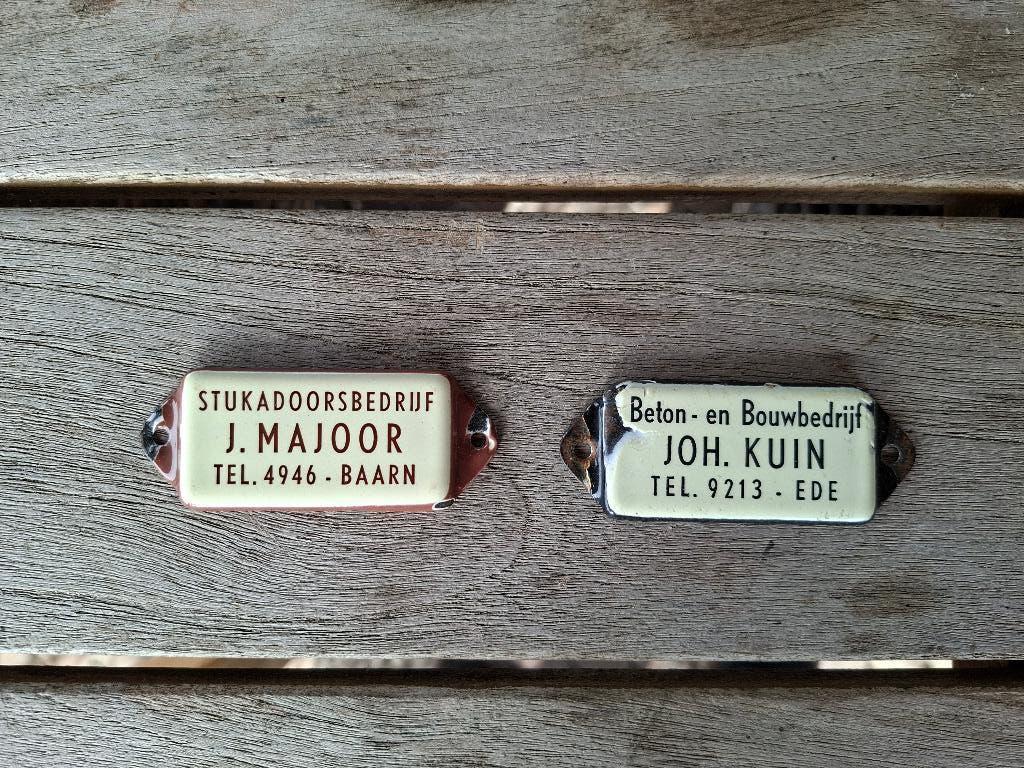 STUKADOORSBEDRIJF
J. MAJOOR
TEL. 4946 - BAARN
Beton- en Bouwbedrijf
JOH. KUIN
TEL. 9213 - EDE